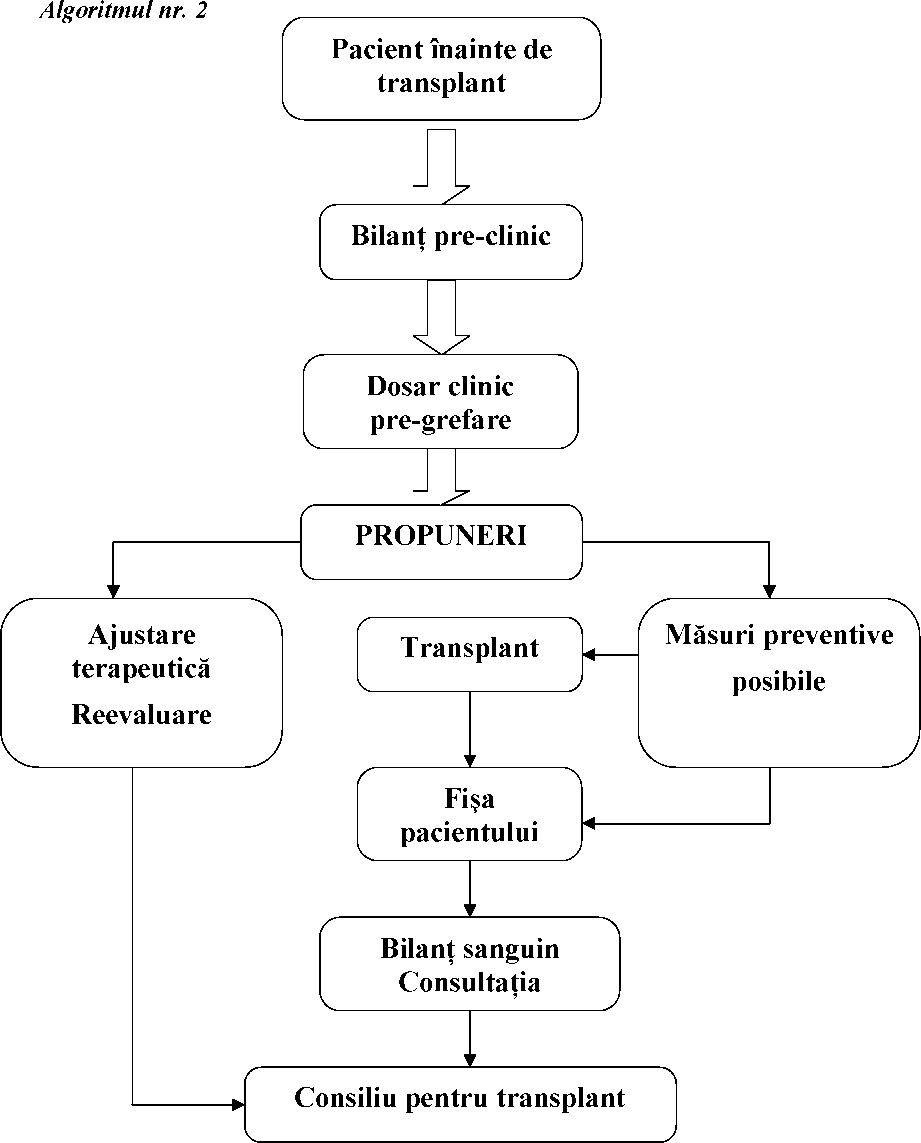 Algoritmul nr. 2
Pacient înainte de
transplant
Bilanț pre-clinic
Dosar clinic
pre-grefare
PROPUNERI
Ajustare
terapeutică
Reevaluare
Transplant
Măsuri preventive
posibile
Fişa
pacientului
Bilanț sanguin
Consultația
Consiliu pentru transplant